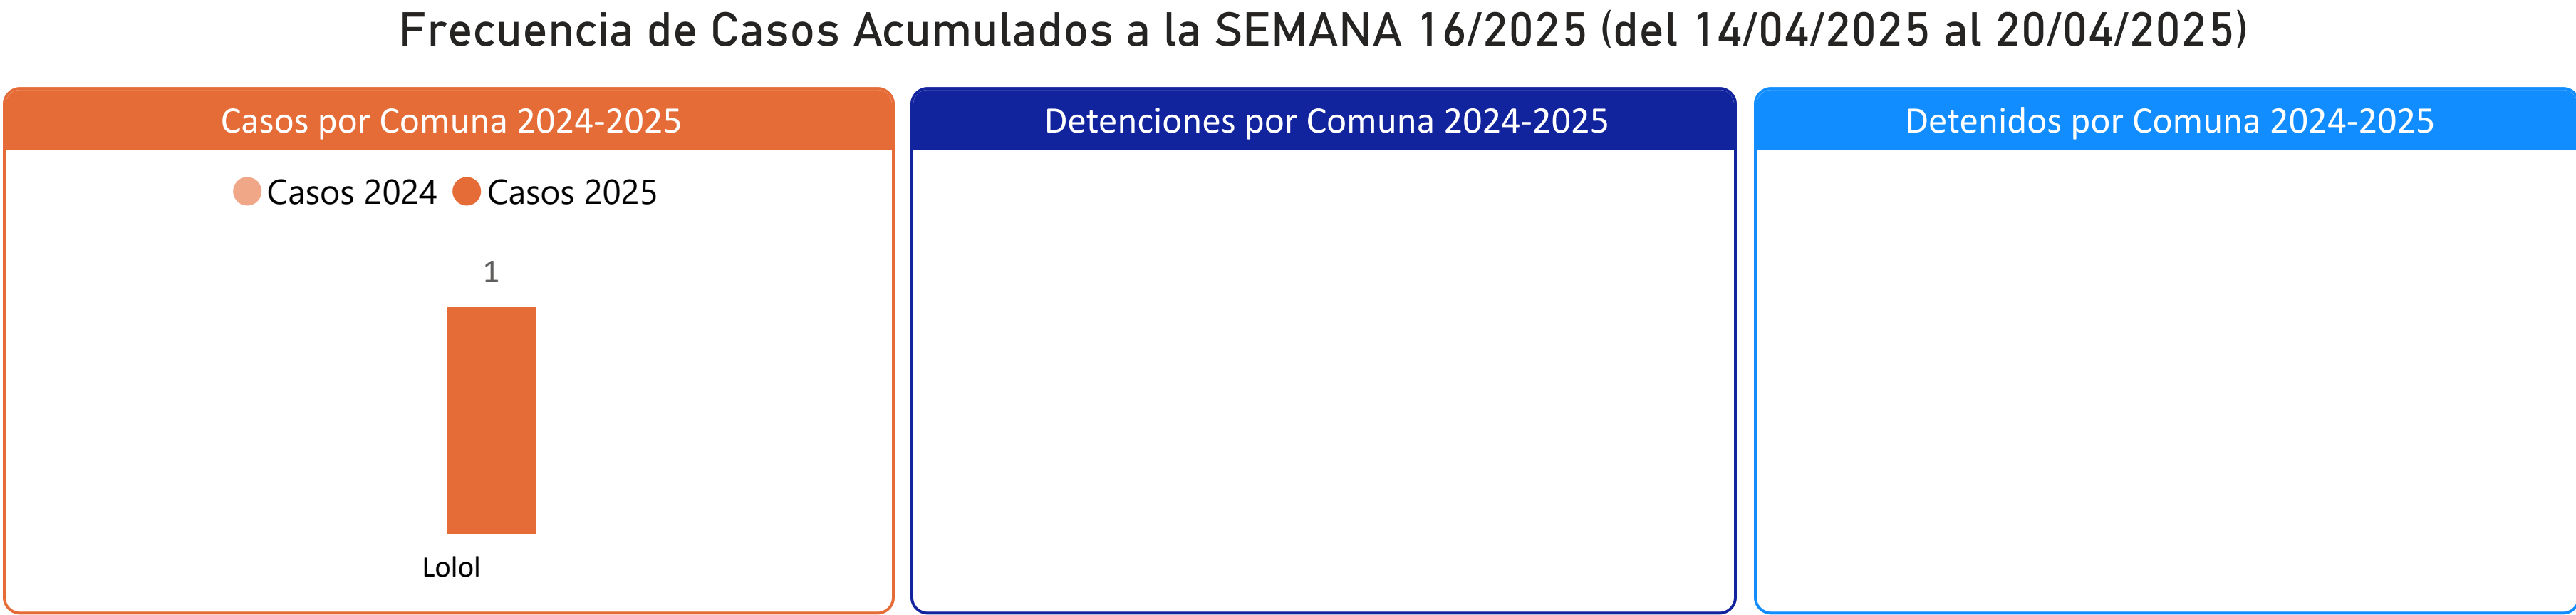 Frecuencia de Casos Acumulados a la SEMANA 16/2025 (del 14/04/2025 al 20/04/2025)
Casos por Comuna 2024-2025
Casos 2024 Casos 2025
1
Lolol
Detenciones por Comuna 2024-2025
Detenidos por Comuna 2024-2025